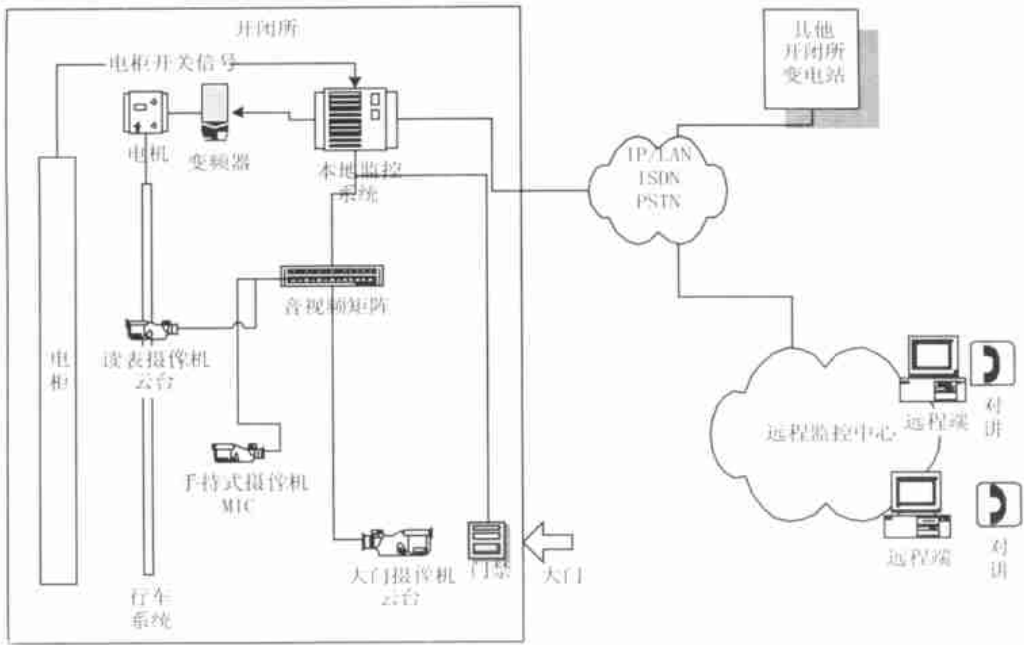 开闭所
电柜开关信号
电机
变频器
本地监控
系统
其他
开闭所
变电站
IP/LAN
ISDN
PSTN
音视频矩阵
读表摄像机
云台
电
柜
手持式摄像机
MIC
大门摄像机
云台
门禁
大门
行车
系统
远程监控中心
远程端
对
讲
远程端
对
讲